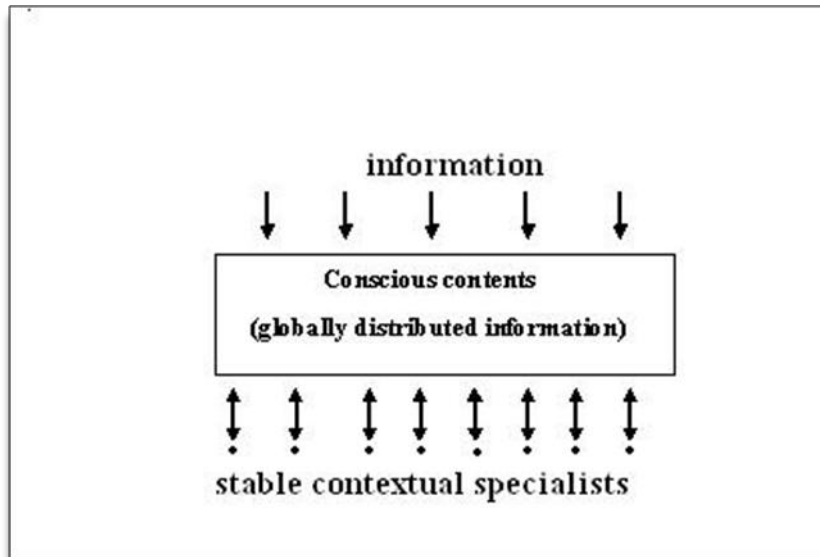 information
Conscious contents
(globally distributed information)
stable contextual specialists